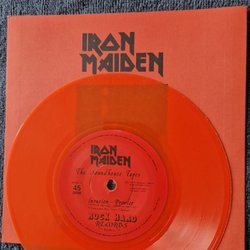 IRON
MAIDEN
IRON
MAIDEN
The Soundhouse Tapes
45
Invasion Prowler
ROCK HARD
RECORDS